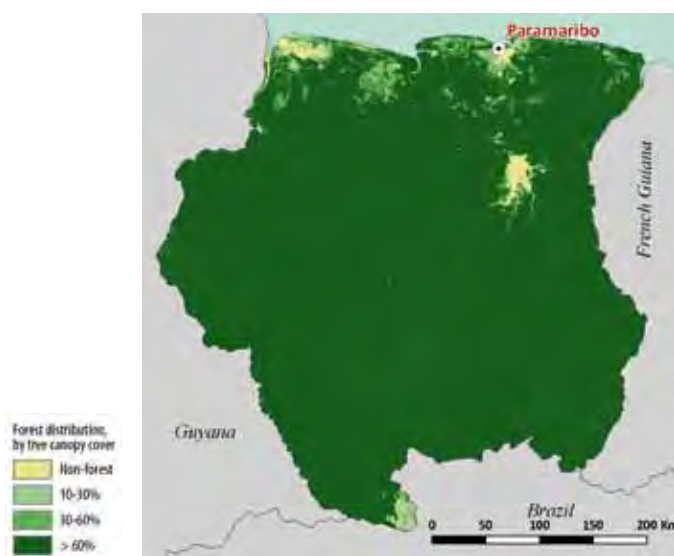 Paramaribo
French Guiana
Guyana
Brazil
0 50 100 150 200 Km
Forest distribution,
by tree canopy cover
Non-forest
10-30%
30-60%
> 60%